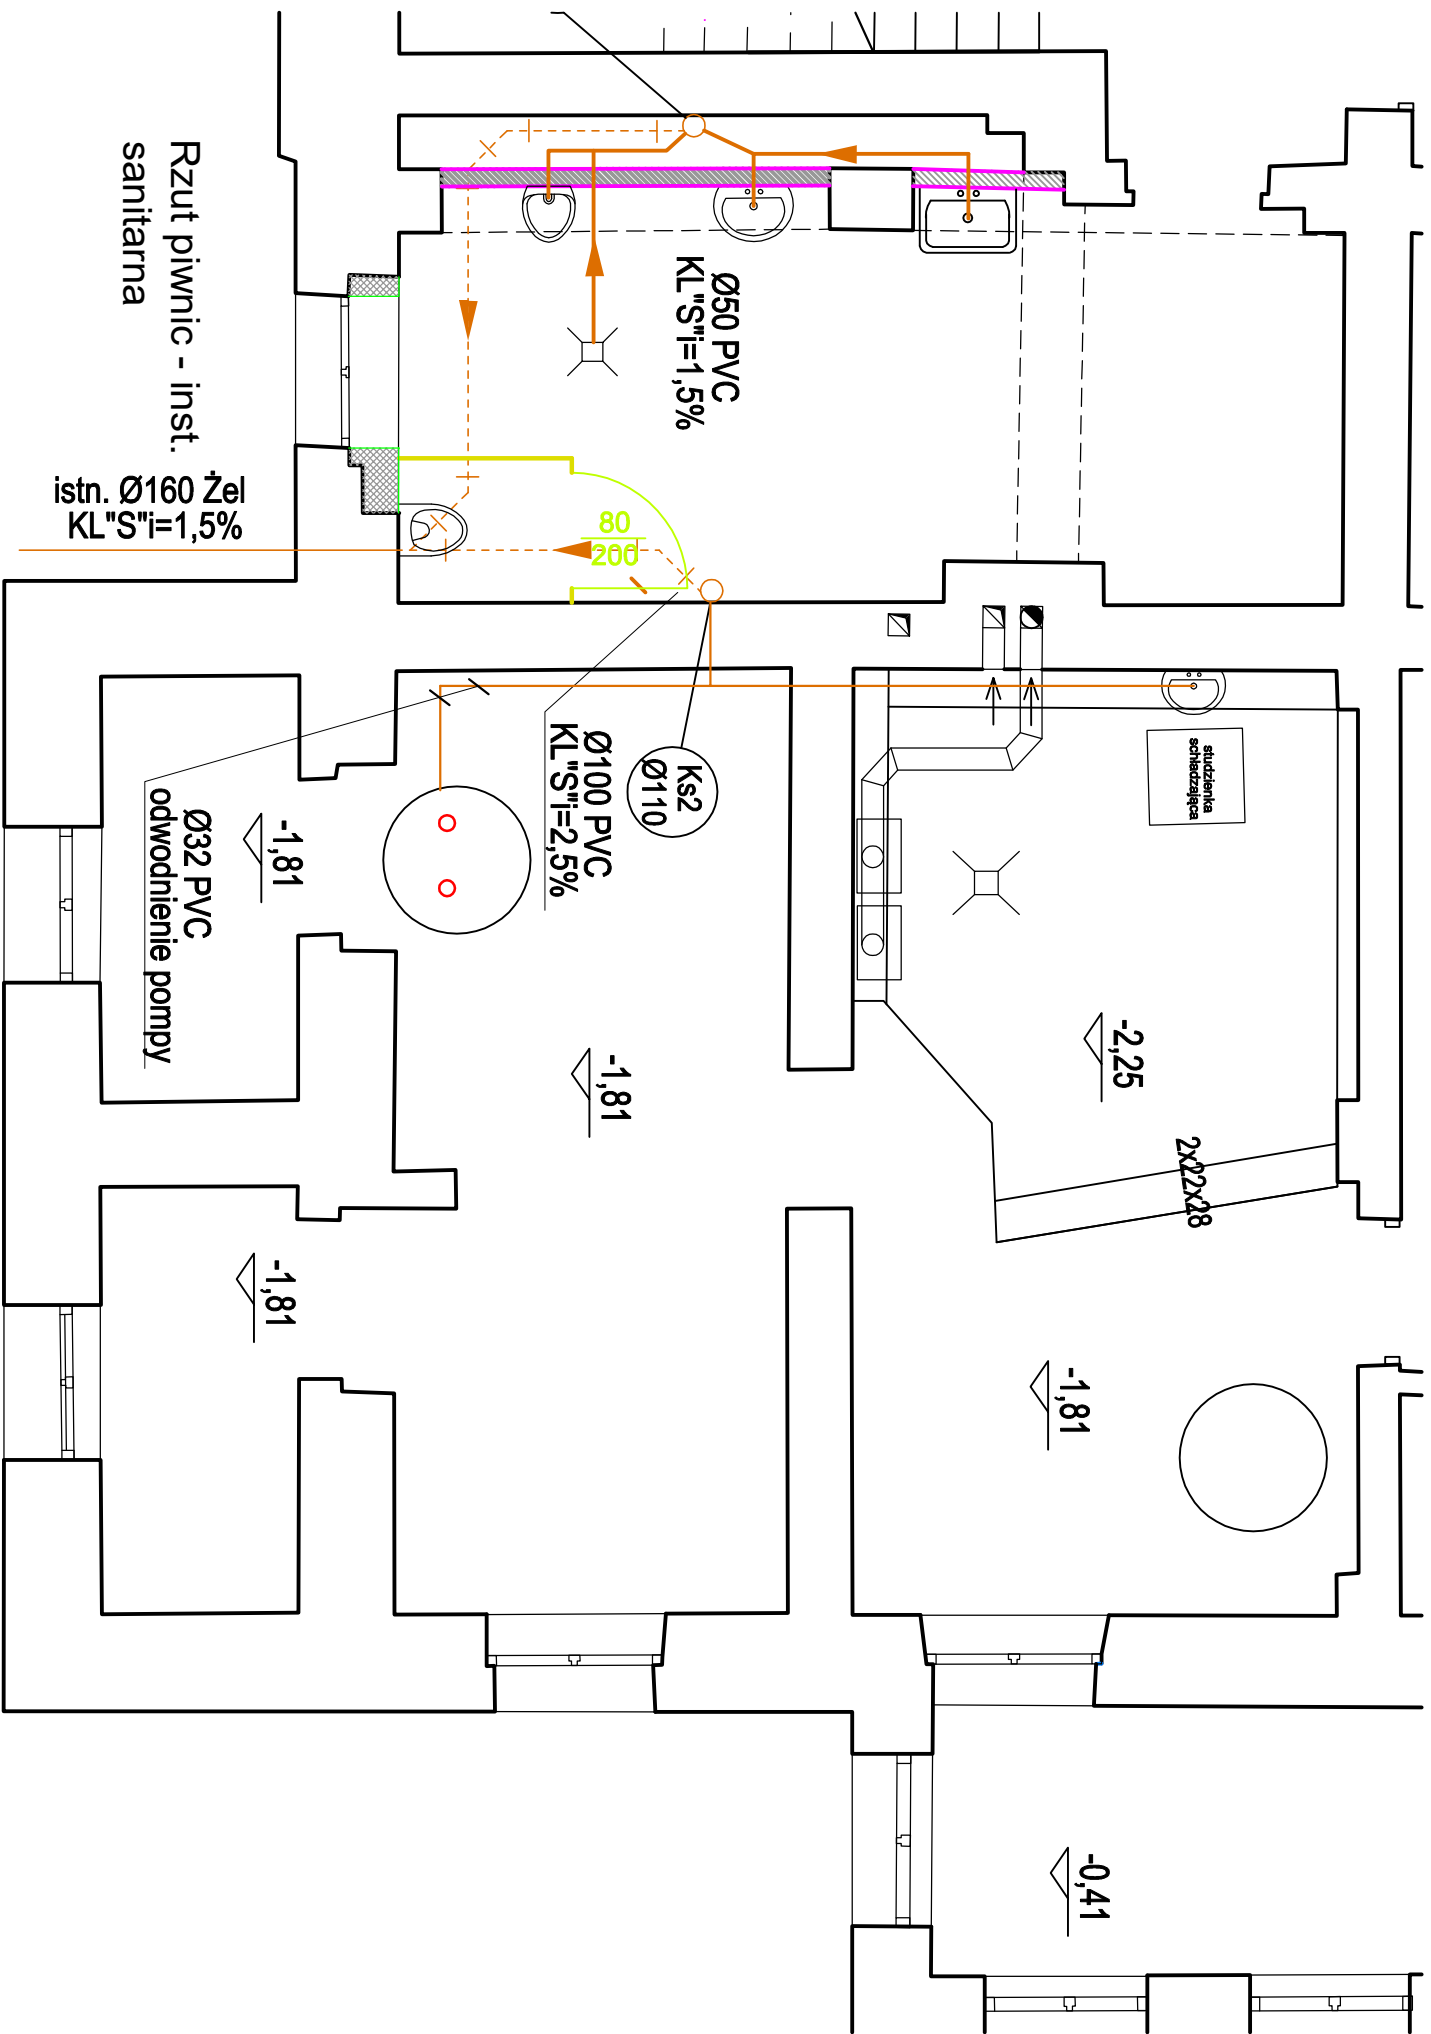 Rzut piwnic - inst.
sanitarna
istn. Ø160 Żel
KL"S"i=1,5%
Ø50 PVC
KL"S"i=1,5%
80
200
Ks2
Ø110
Ø100 PVC
KL"S"i=2,5%
Ø32 PVC
odwodnienie pompy
studzienka
schładzająca
-1,81
-1,81
-2,25
2x22x28
-1,81
-1,81
-0,41